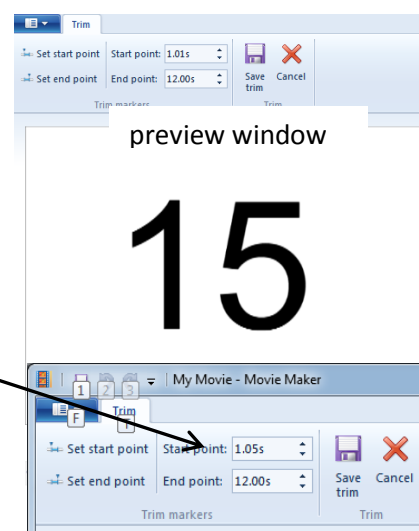 Trim
Set start point Start point: 1.01s
Set end point End point: 12.00s
Save trim Cancel
Trim markers Trim
preview window
15
1 2 3 My Movie - Movie Maker
F Trim T
Set start point Start point: 1.05s
Set end point End point: 12.00s
Save trim Cancel
Trim markers Trim